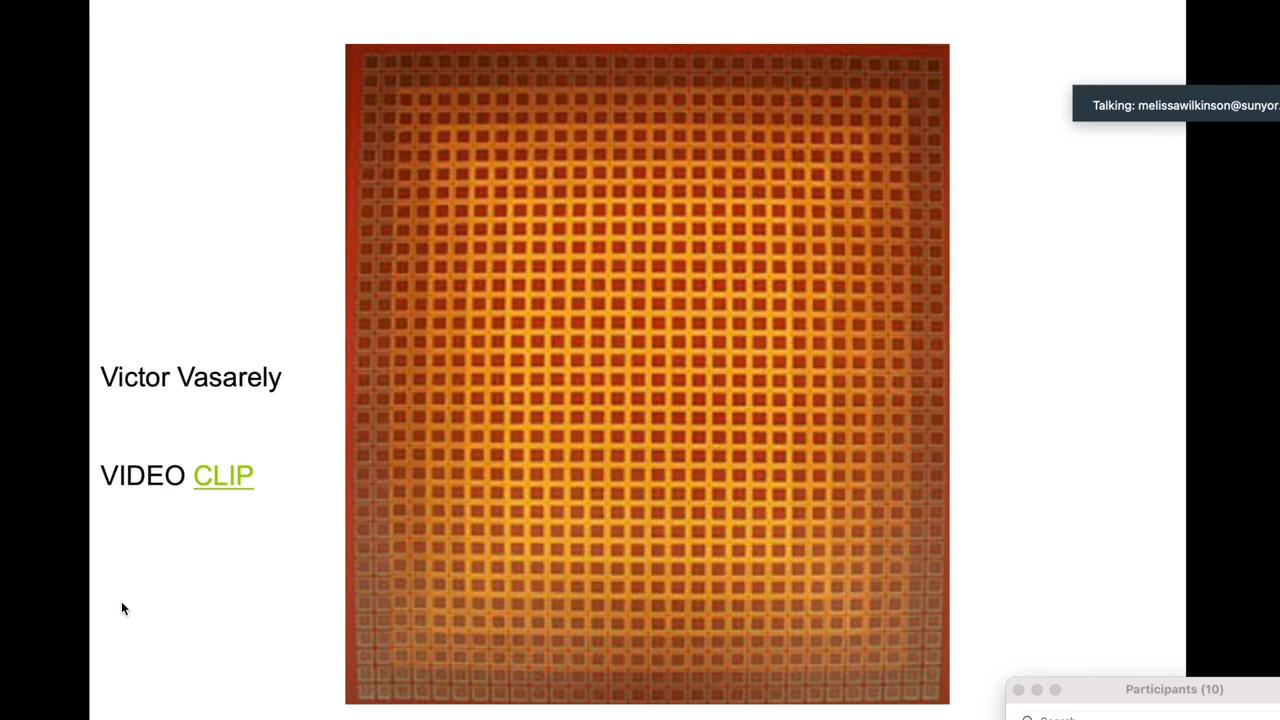 Talking: melissawilkinson@sunyor
Victor Vasarely
VIDEO CLIP
Participants (10)